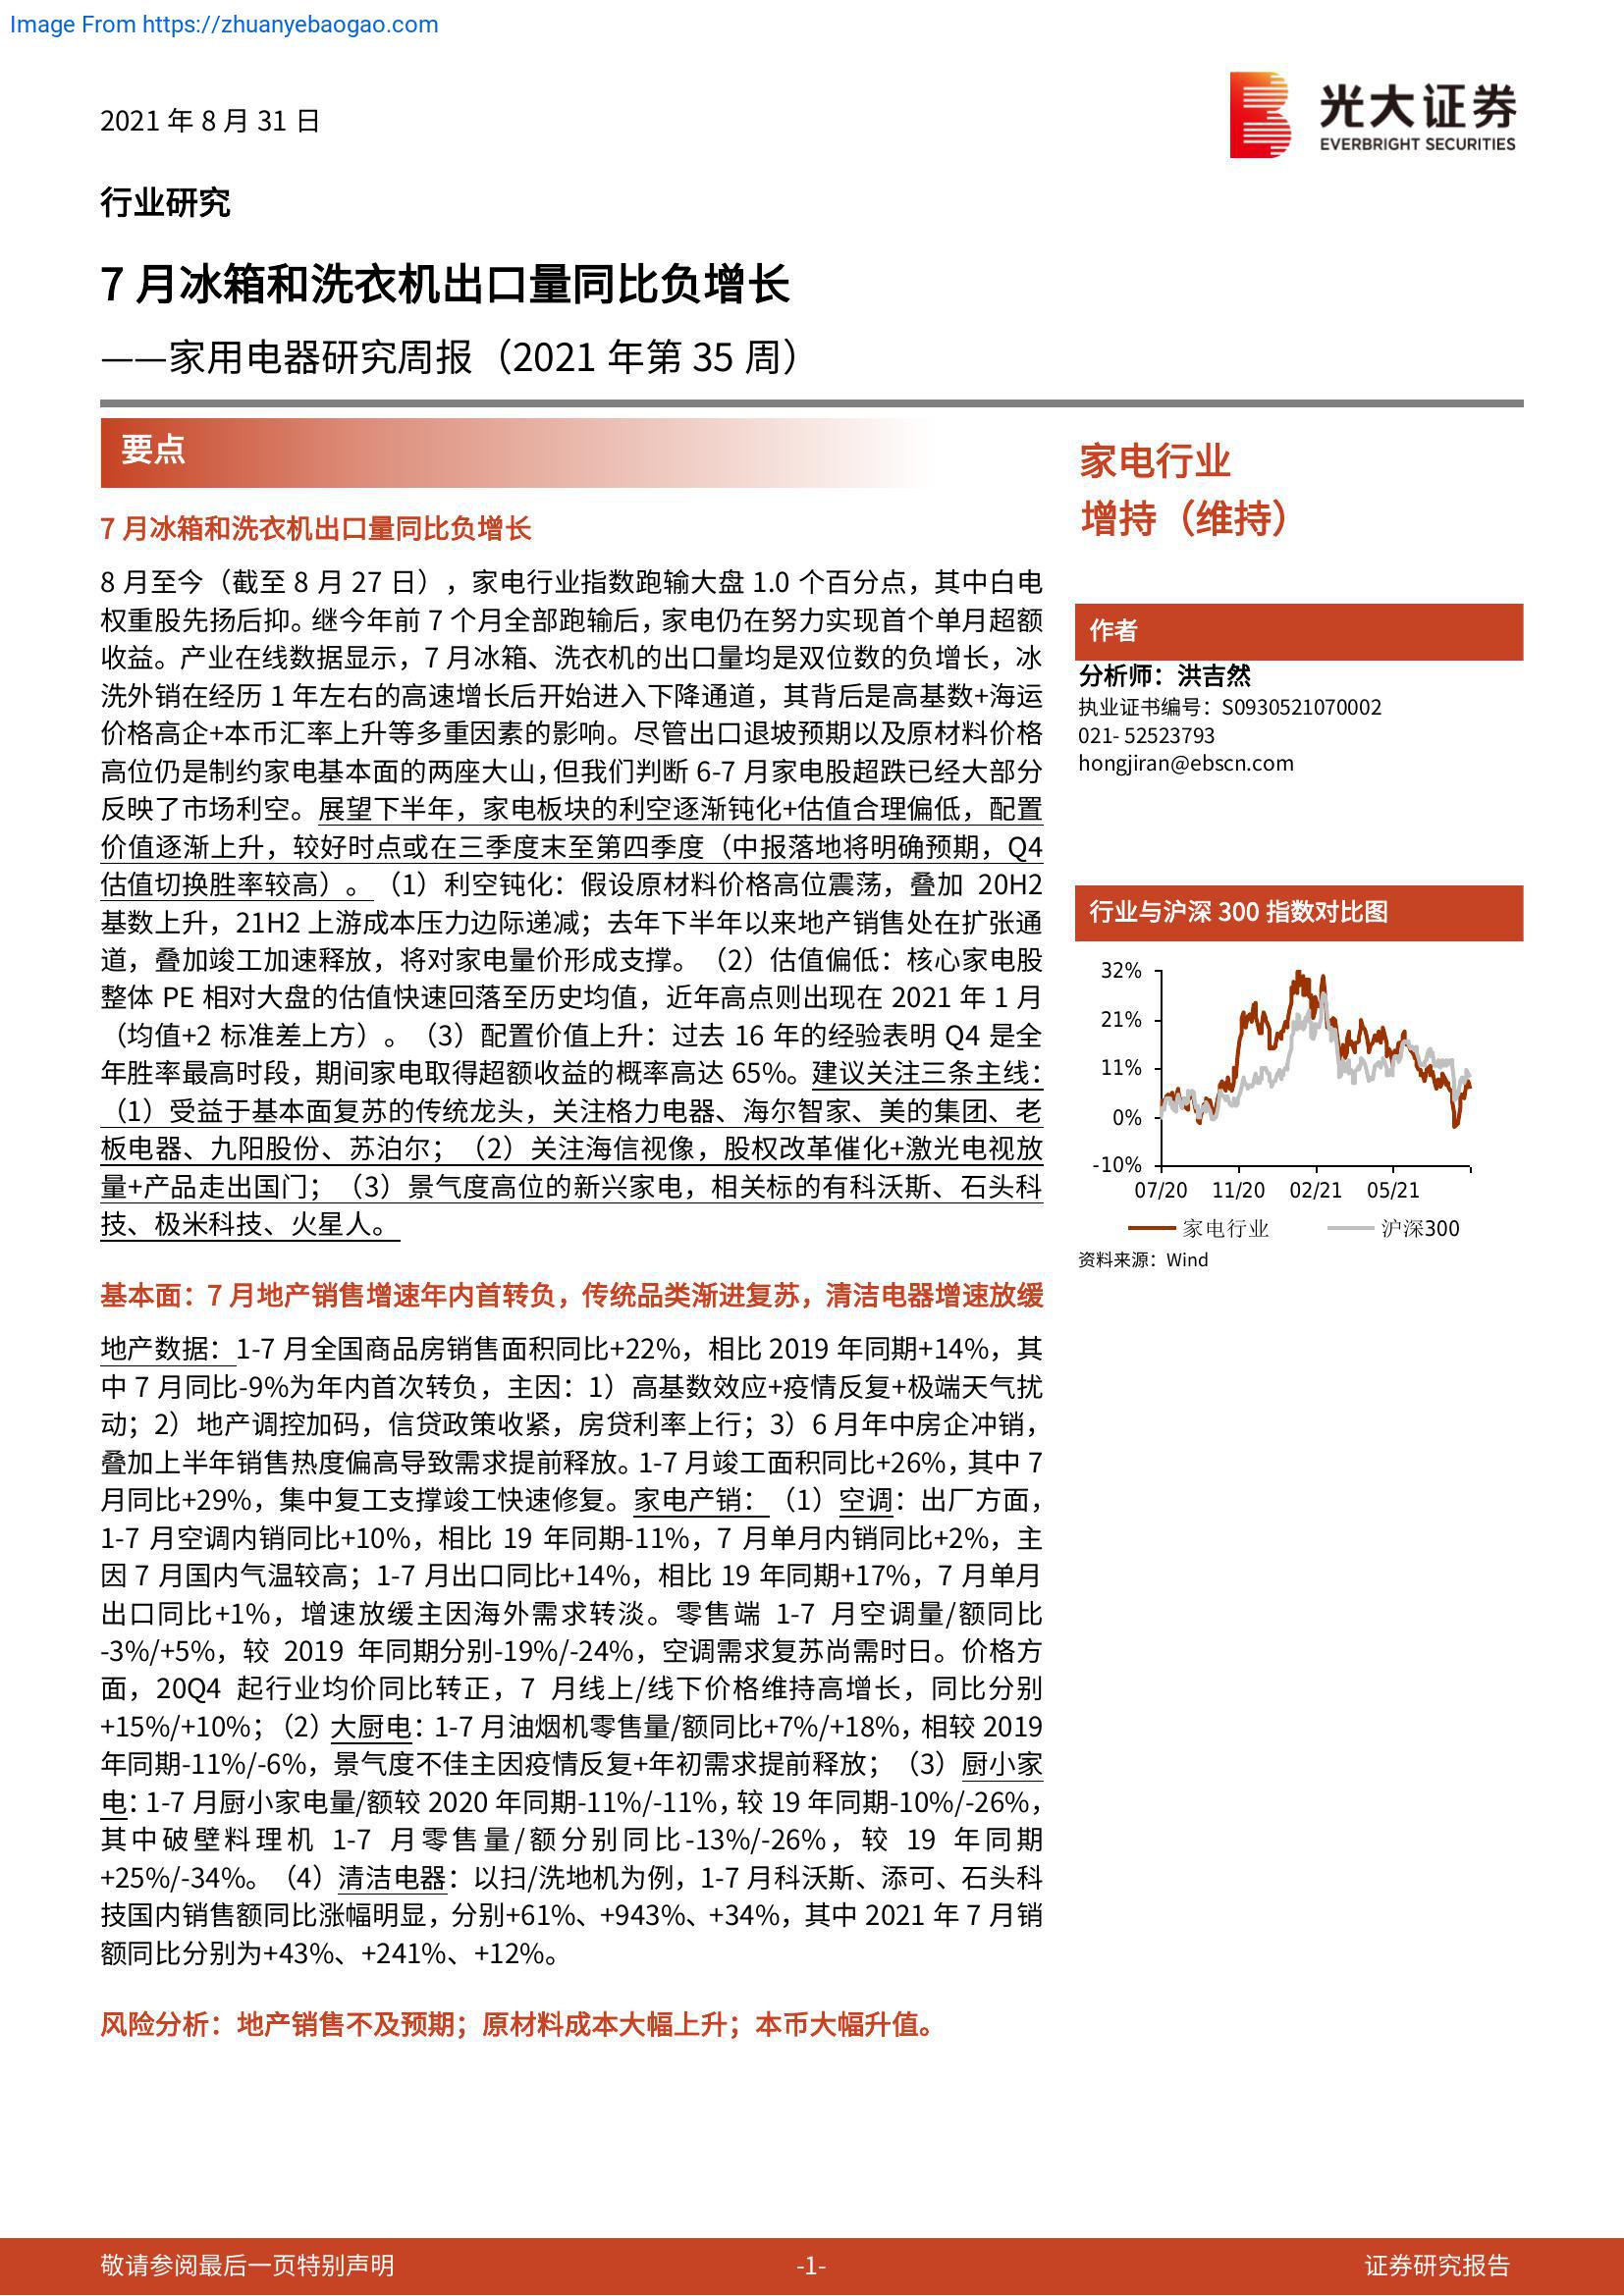 Image From https://zhuanyebaogao.com
2021 年 8 月 31 日
光大证券
EVERBRIGHT SECURITIES
行业研究
7 月冰箱和洗衣机出口量同比负增长
——家用电器研究周报（2021 年第 35 周）
要点
7 月冰箱和洗衣机出口量同比负增长
8 月至今（截至 8 月 27 日），家电行业指数跑输大盘 1.0 个百分点，其中白电
权重股先扬后抑。继今年前 7 个月全部跑输后，家电仍在努力实现首个单月超额
收益。产业在线数据显示，7 月冰箱、洗衣机的出口量均是双位数的负增长，冰
洗外销在经历 1 年左右的高速增长后开始进入下降通道，其背后是高基数+海运
价格高企+本币汇率上升等多重因素的影响。尽管出口退坡预期以及原材料价格
高位仍是制约家电基本面的两座大山，但我们判断 6-7 月家电股超跌已经大部分
反映了市场利空。展望下半年，家电板块的利空逐渐钝化+估值合理偏低，配置
价值逐渐上升，较好时点或在三季度末至第四季度（中报落地将明确预期，Q4
估值切换胜率较高）。（1）利空钝化：假设原材料价格高位震荡，叠加 20H2
基数上升，21H2 上游成本压力边际递减；去年下半年以来地产销售处在扩张通
道，叠加竣工加速释放，将对家电量价形成支撑。（2）估值偏低：核心家电股
整体 PE 相对大盘的估值快速回落至历史均值，近年高点则出现在 2021 年 1 月
（均值+2 标准差上方）。（3）配置价值上升：过去 16 年的经验表明 Q4 是全
年胜率最高时段，期间家电取得超额收益的概率高达 65%。建议关注三条主线：
（1）受益于基本面复苏的传统龙头，关注格力电器、海尔智家、美的集团、老
板电器、九阳股份、苏泊尔；（2）关注海信视像，股权改革催化+激光电视放
量+产品走出国门；（3）景气度高位的新兴家电，相关标的有科沃斯、石头科
技、极米科技、火星人。
基本面：7 月地产销售增速年内首转负，传统品类渐进复苏，清洁电器增速放缓
地产数据：1-7 月全国商品房销售面积同比+22%，相比 2019 年同期+14%，其
中 7 月同比-9%为年内首次转负，主因：1）高基数效应+疫情反复+极端天气扰
动；2）地产调控加码，信贷政策收紧，房贷利率上行；3）6 月年中房企冲销，
叠加上半年销售热度偏高导致需求提前释放。1-7 月竣工面积同比+26%，其中 7
月同比+29%，集中复工支撑竣工快速修复。家电产销：（1）空调：出厂方面，
1-7 月空调内销同比+10%，相比 19 年同期-11%，7 月单月内销同比+2%，主
因 7 月国内气温较高；1-7 月出口同比+14%，相比 19 年同期+17%，7 月单月
出口同比+1%，增速放缓主因海外需求转淡。零售端 1-7 月空调量/额同比
-3%/+5%，较 2019 年同期分别-19%/-24%，空调需求复苏尚需时日。价格方
面，20Q4 起行业均价同比转正，7 月线上/线下价格维持高增长，同比分别
+15%/+10%；（2）大厨电：1-7 月油烟机零售量/额同比+7%/+18%，相较 2019
年同期-11%/-6%，景气度不佳主因疫情反复+年初需求提前释放；（3）厨小家
电：1-7 月厨小家电量/额较 2020 年同期-11%/-11%，较 19 年同期-10%/-26%，
其中破壁料理机 1-7 月零售量/额分别同比-13%/-26%，较 19 年同期
+25%/-34%。（4）清洁电器：以扫/洗地机为例，1-7 月科沃斯、添可、石头科
技国内销售额同比涨幅明显，分别+61%、+943%、+34%，其中 2021 年 7 月销
额同比分别为+43%、+241%、+12%。
风险分析：地产销售不及预期；原材料成本大幅上升；本币大幅升值。
家电行业
增持（维持）
作者
分析师：洪吉然
执业证书编号：S0930521070002
021- 52523793
hongjiran@ebscn.com
行业与沪深 300 指数对比图
32%
21%
11%
0%
-10%
07/20 11/20 02/21 05/21
家电行业 沪深300
资料来源：Wind
敬请参阅最后一页特别声明 -1- 证券研究报告